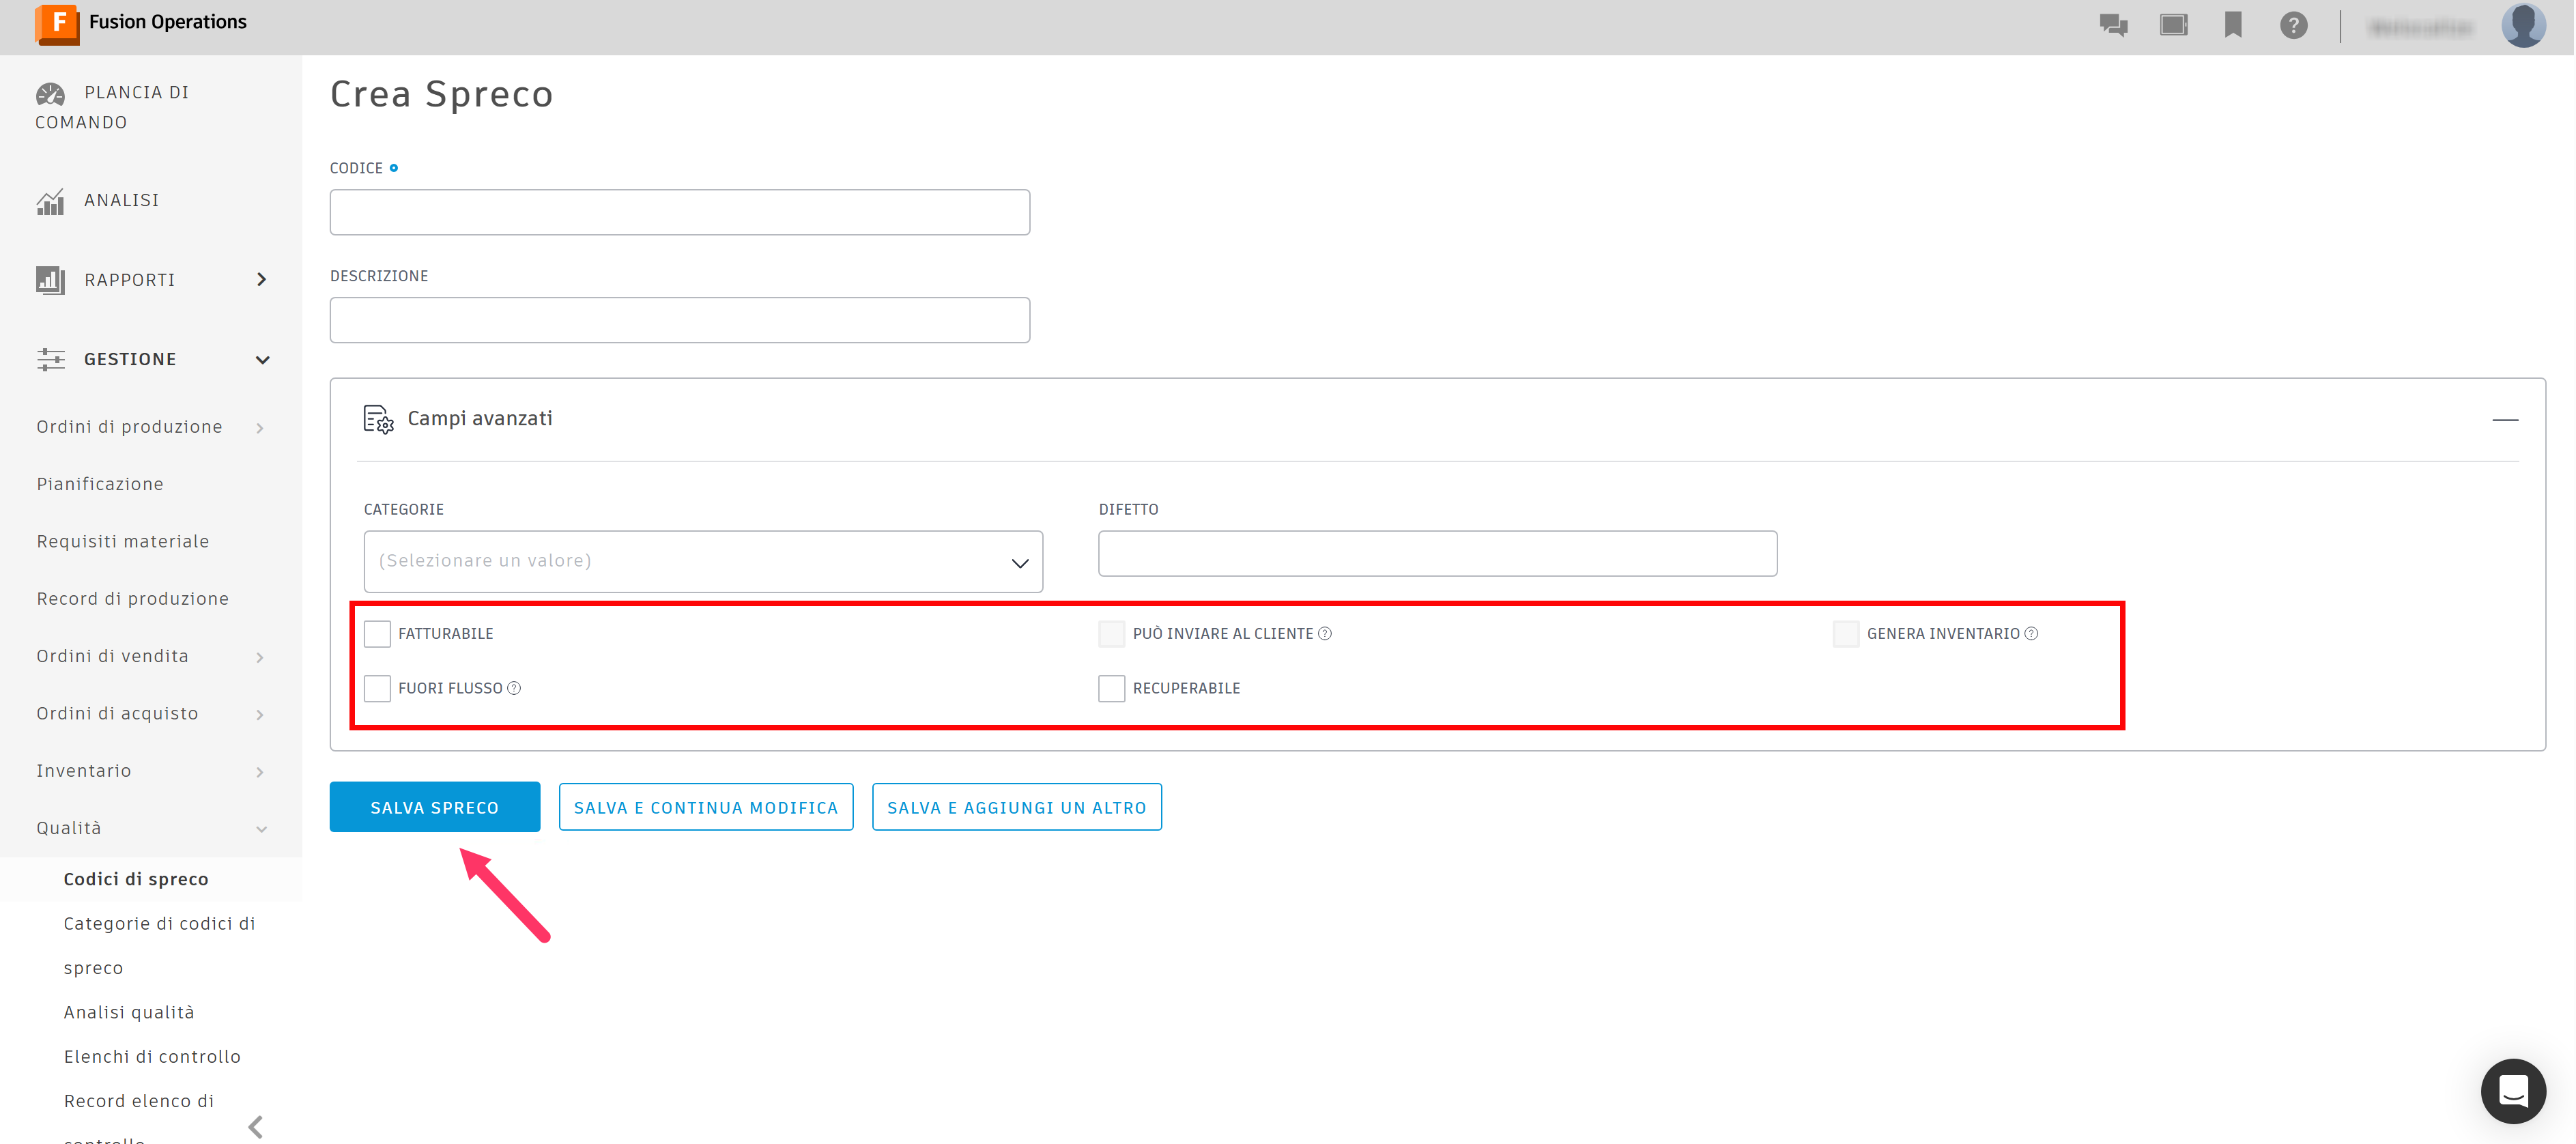 F Fusion Operations
?
PLANCIA DI
COMANDO
ANALISI
RAPPORTI
GESTIONE
Ordini di produzione
Pianificazione
Requisiti materiale
Record di produzione
Ordini di vendita
Ordini di acquisto
Inventario
Qualità
Codici di spreco
Categorie di codici di
spreco
Analisi qualità
Elenchi di controllo
Record elenco di
Crea Spreco
CODICE
DESCRIZIONE
Campi avanzati
CATEGORIE
DIFETTO
(Selezionare un valore)
FATTURABILE
PUÒ INVIARE AL CLIENTE ?
GENERA INVENTARIO ?
FUORI FLUSSO ?
RECUPERABILE
SALVA SPRECO
SALVA E CONTINUA MODIFICA
SALVA E AGGIUNGI UN ALTRO